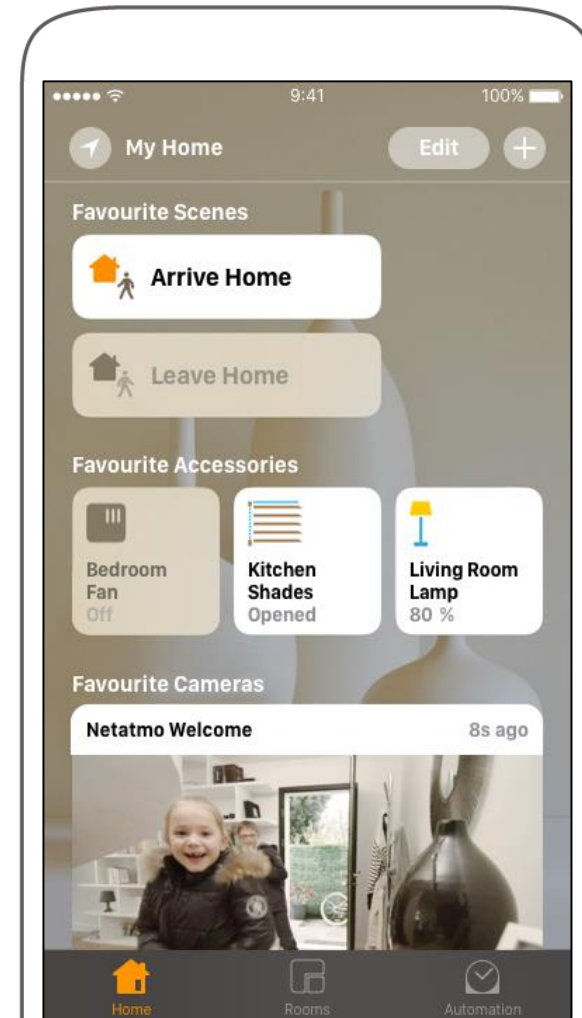 9:41
100%
My Home
Edit
Favourite Scenes
Arrive Home
Leave Home
Favourite Accessories
Bedroom
Fan
Off
Kitchen
Shades
Opened
Living Room
Lamp
80 %
Favourite Cameras
Netatmo Welcome
8s ago
Home
Rooms
Automation